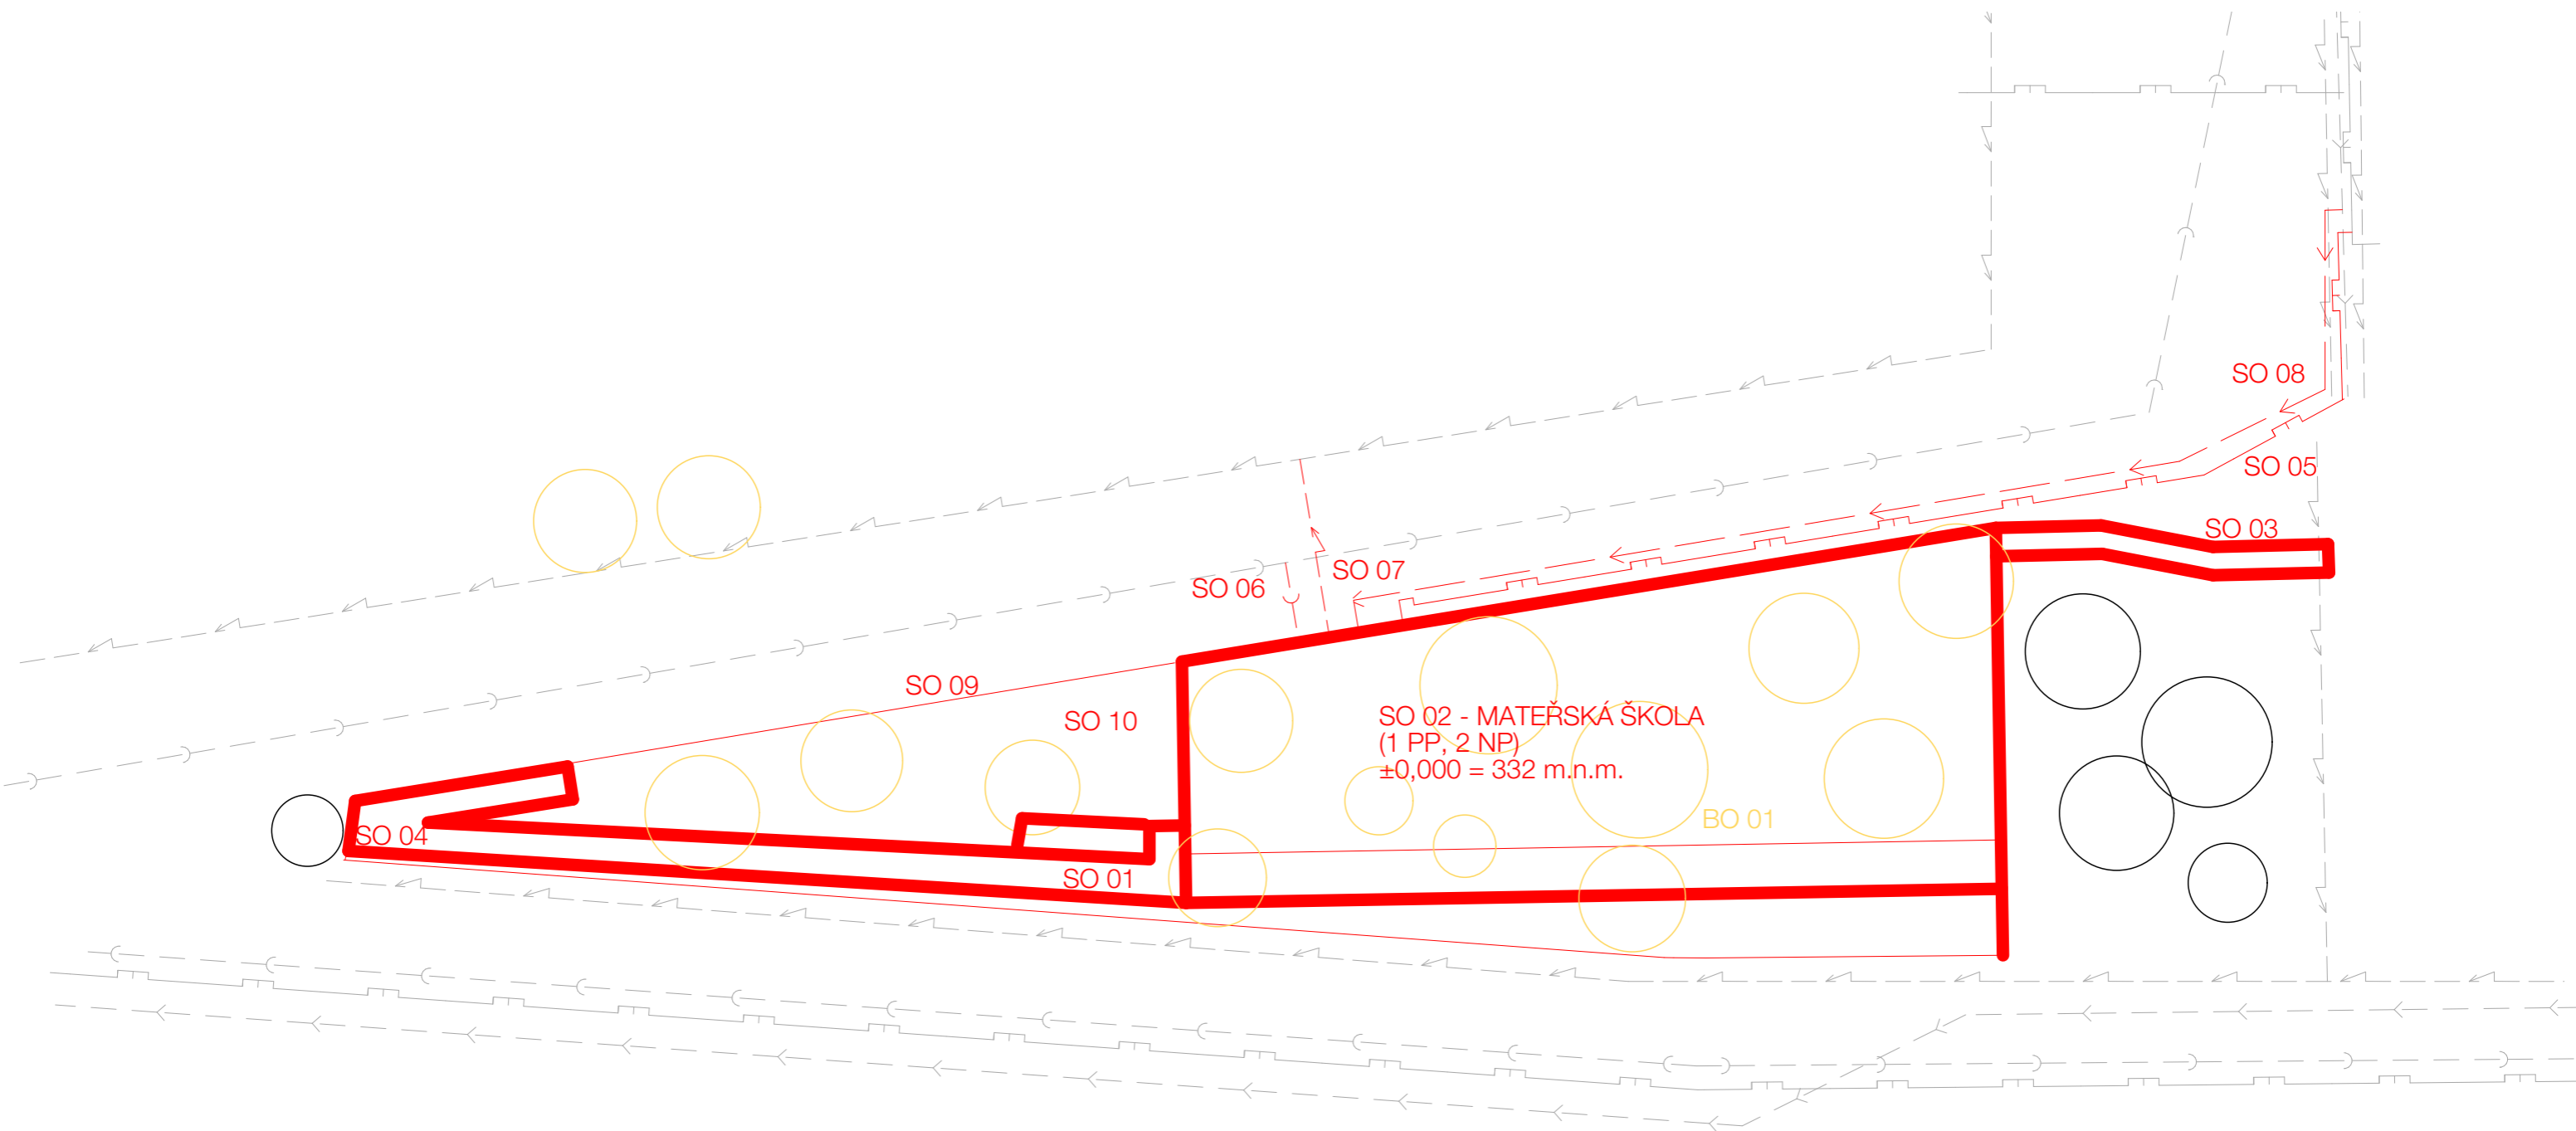 SO 08
SO 05
SO 03
SO 07
SO 06
SO 09
SO 10
SO 02 - MATEŘSKÁ ŠKOLA
(1 PP, 2 NP)
±0,000 = 332 m.n.m.
BO 01
SO 04
SO 01